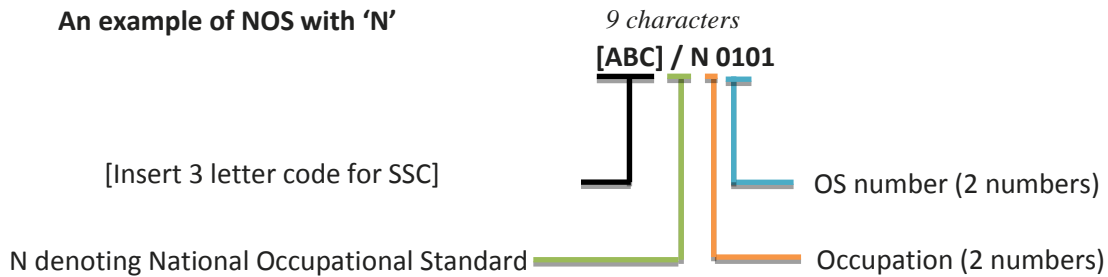 An example of NOS with ‘N’
9 characters
[ABC] / N 0101
[Insert 3 letter code for SSC]
OS number (2 numbers)
N denoting National Occupational Standard
Occupation (2 numbers)